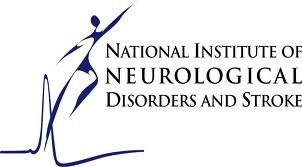 NATIONAL INSTITUTE OF
NEUROLOGICAL
DISORDERS AND STROKE